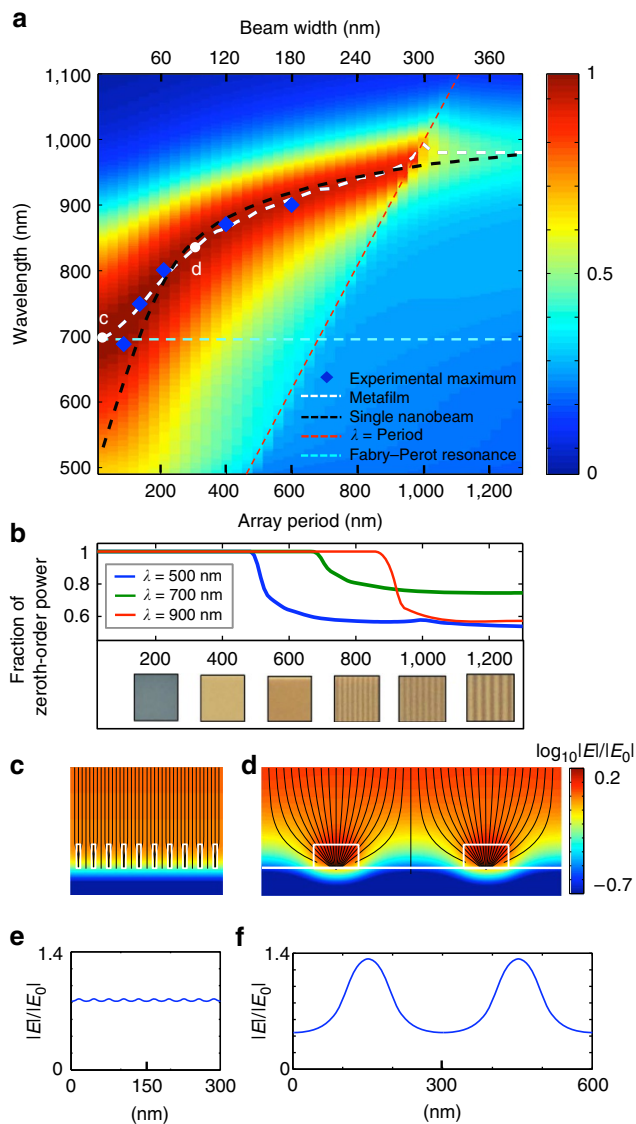 a
Beam width (nm)
60 120 180 240 300 360
1,100
1,000
900
800
700
600
500
Wavelength (nm)
c
d
Experimental maximum
Metafilm
Single nanobeam
λ = Period
Fabry–Perot resonance
1
0.5
0
200 400 600 800 1,000 1,200
Array period (nm)
b
Fraction of
zeroth-order power
1
0.8
0.6
λ = 500 nm
λ = 700 nm
λ = 900 nm
200 400 600 800 1,000 1,200
c
d
log10|E|/|E0|
0.2
−0.7
e
1.4
|E|/|E0|
0
0 150 300
(nm)
f
1.4
|E|/|E0|
0
0 300 600
(nm)